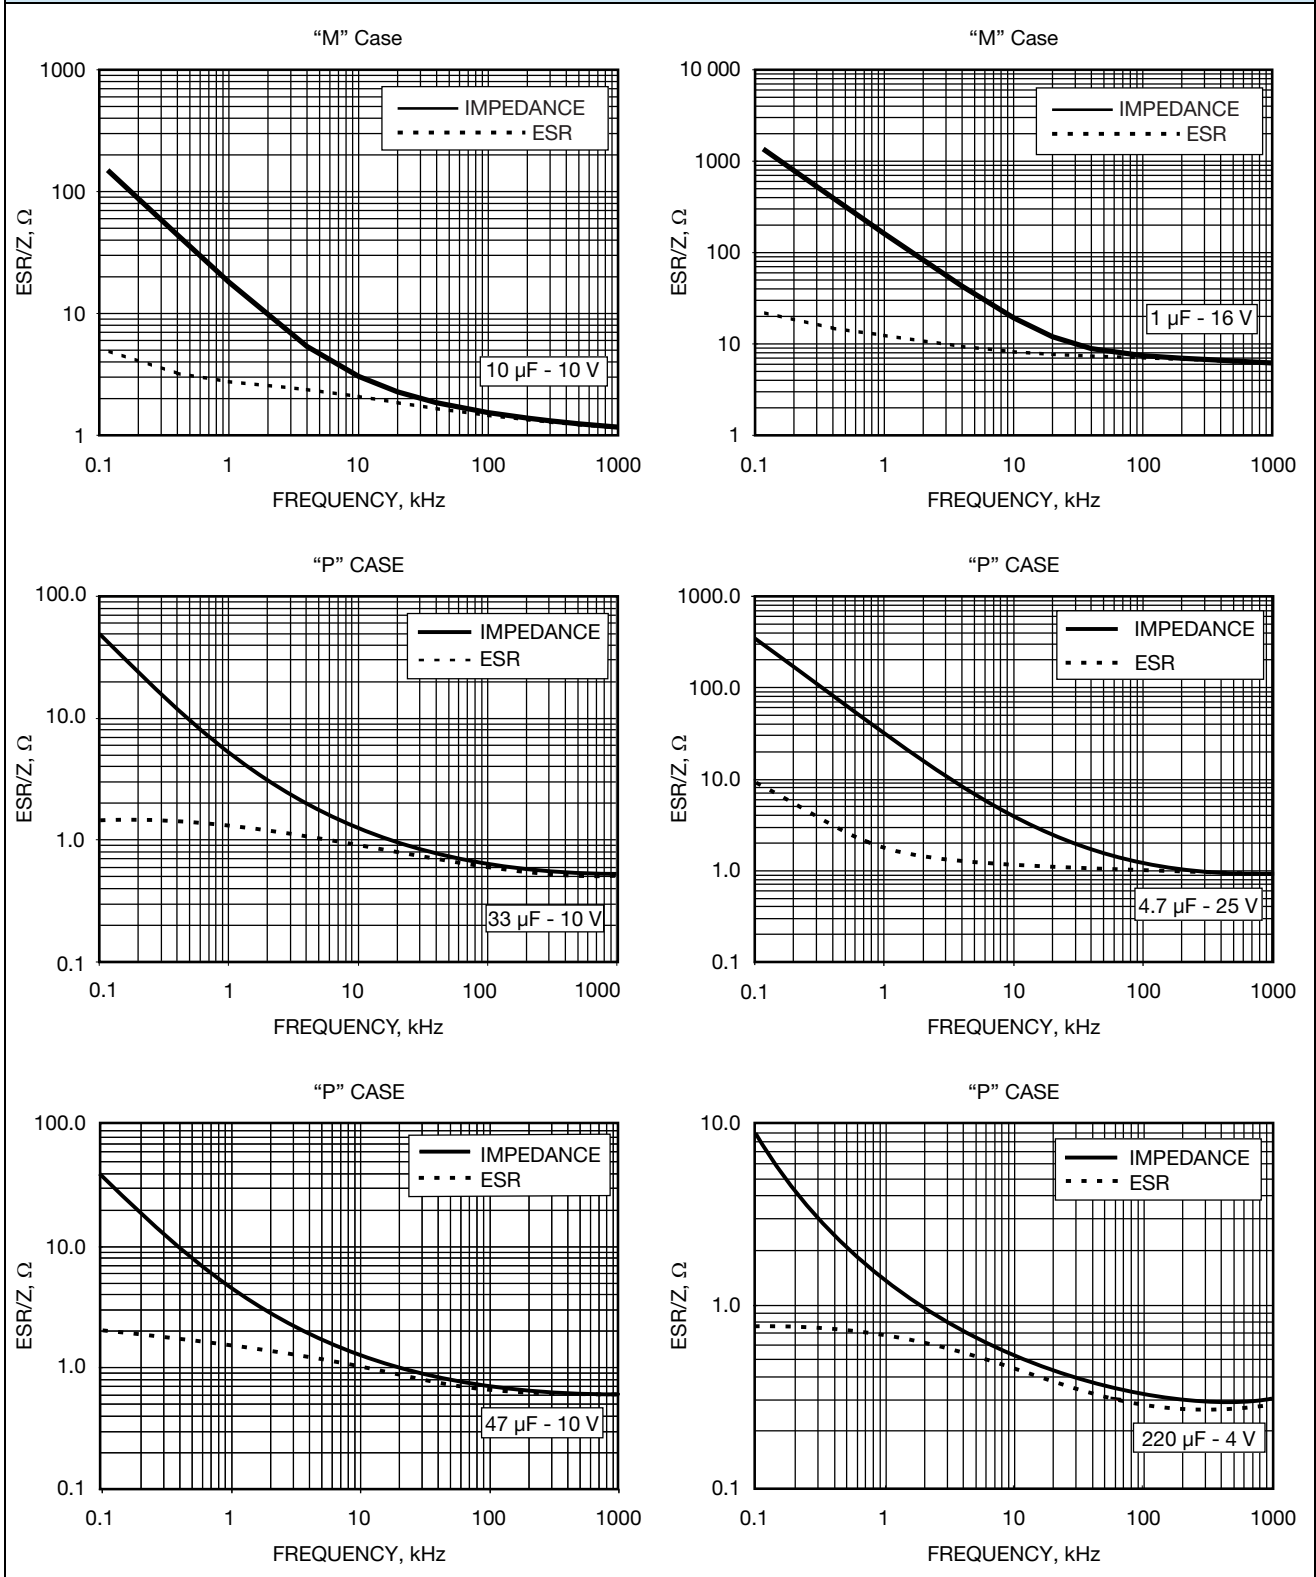 “M” Case
1000
100
10
1
ESR/Z, Ω
IMPEDANCE
ESR
10 µF - 10 V
0.1 1 10 100 1000
FREQUENCY, kHz
“M” Case
10 000
1000
100
10
1
ESR/Z, Ω
IMPEDANCE
ESR
1 µF - 16 V
0.1 1 10 100 1000
FREQUENCY, kHz
“P” CASE
100.0
10.0
1.0
0.1
ESR/Z, Ω
IMPEDANCE
ESR
33 µF - 10 V
0.1 1 10 100 1000
FREQUENCY, kHz
“P” CASE
1000.0
100.0
10.0
1.0
0.1
ESR/Z, Ω
IMPEDANCE
ESR
4.7 µF - 25 V
0.1 1 10 100 1000
FREQUENCY, kHz
“P” CASE
100.0
10.0
1.0
0.1
ESR/Z, Ω
IMPEDANCE
ESR
47 µF - 10 V
0.1 1 10 100 1000
FREQUENCY, kHz
“P” CASE
10.0
1.0
0.1
ESR/Z, Ω
IMPEDANCE
ESR
220 µF - 4 V
0.1 1 10 100 1000
FREQUENCY, kHz